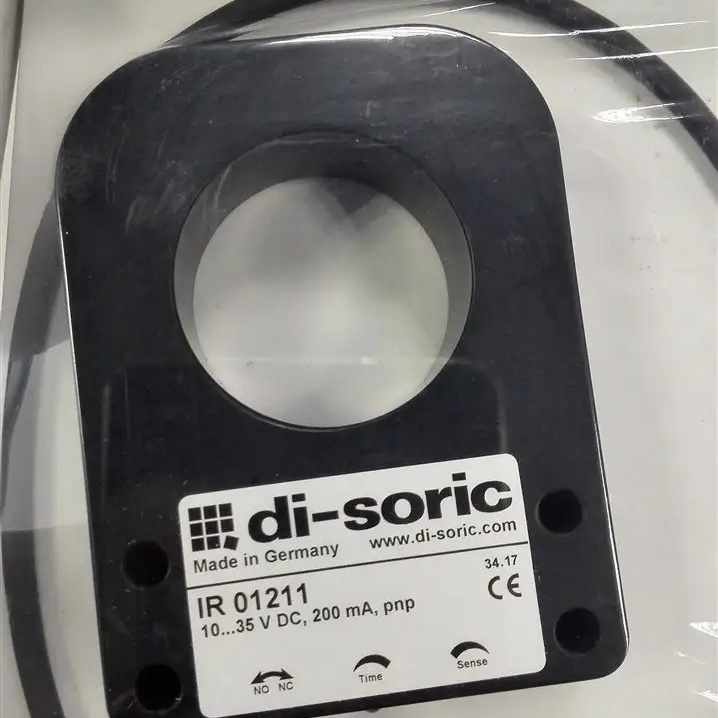 di-soric
Made in Germany www.di-soric.com
34.17
IR 01211
CE
10...35 V DC, 200 mA, pnp
NO NC Time Sense